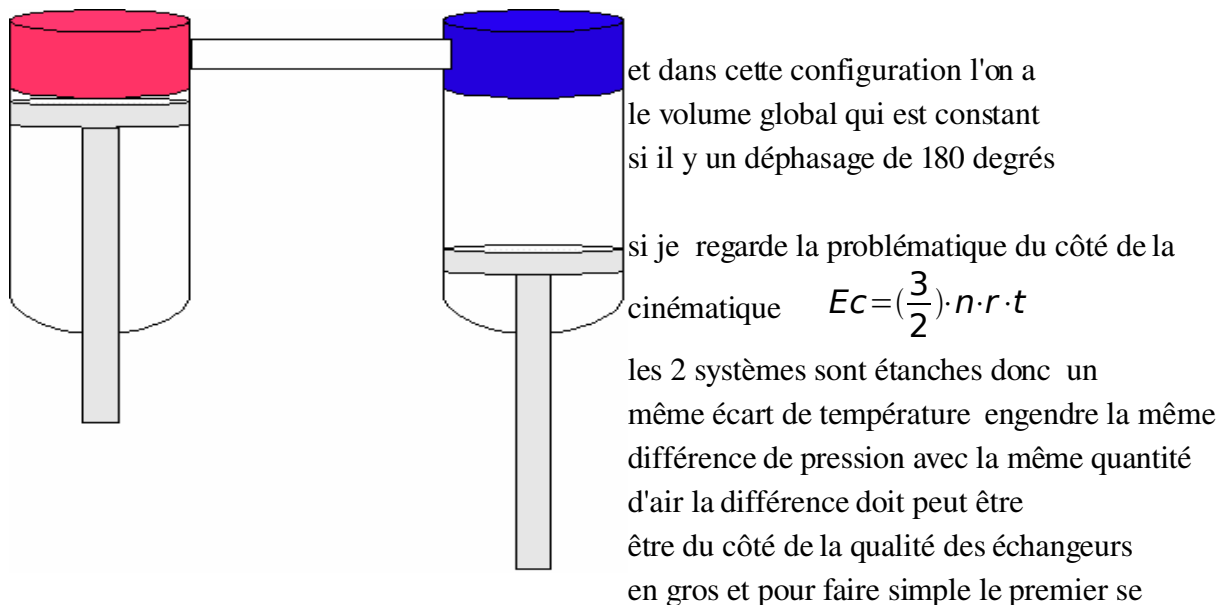 et dans cette configuration l'on a
le volume global qui est constant
si il y un déphasage de 180 degrés
si je regarde la problématique du côté de la
cinématique Ec=(3/2)·n·r·t
les 2 systèmes sont étanches donc un
même écart de température engendre la même
différence de pression avec la même quantité
d'air la différence doit peut être
être du côté de la qualité des échangeurs
en gros et pour faire simple le premier se